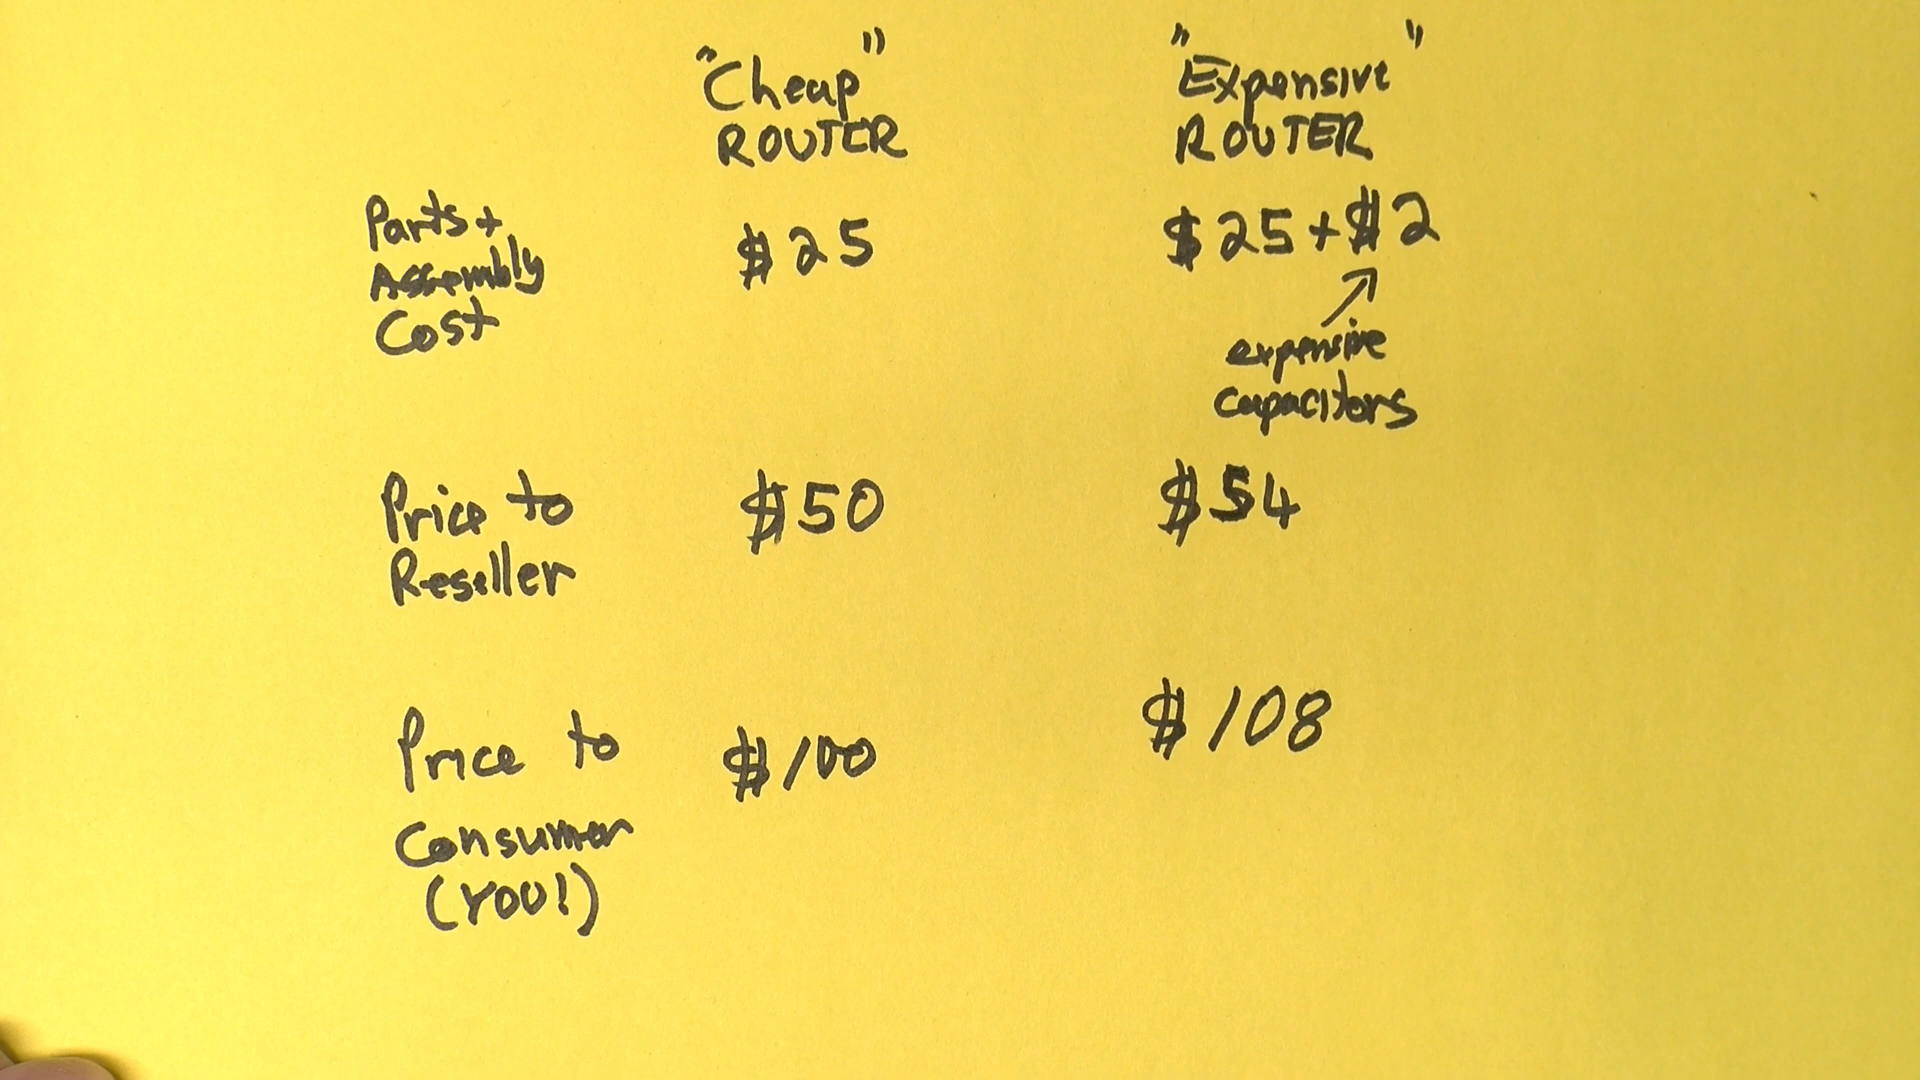 "Cheap"
ROUTER
"Expensive"
ROUTER
Parts +
Assembly
Cost
$25
$25+$2
expensive
capacitors
Price to
Reseller
$50
$54
Price to
Consumer
(YOU!)
$100
$108